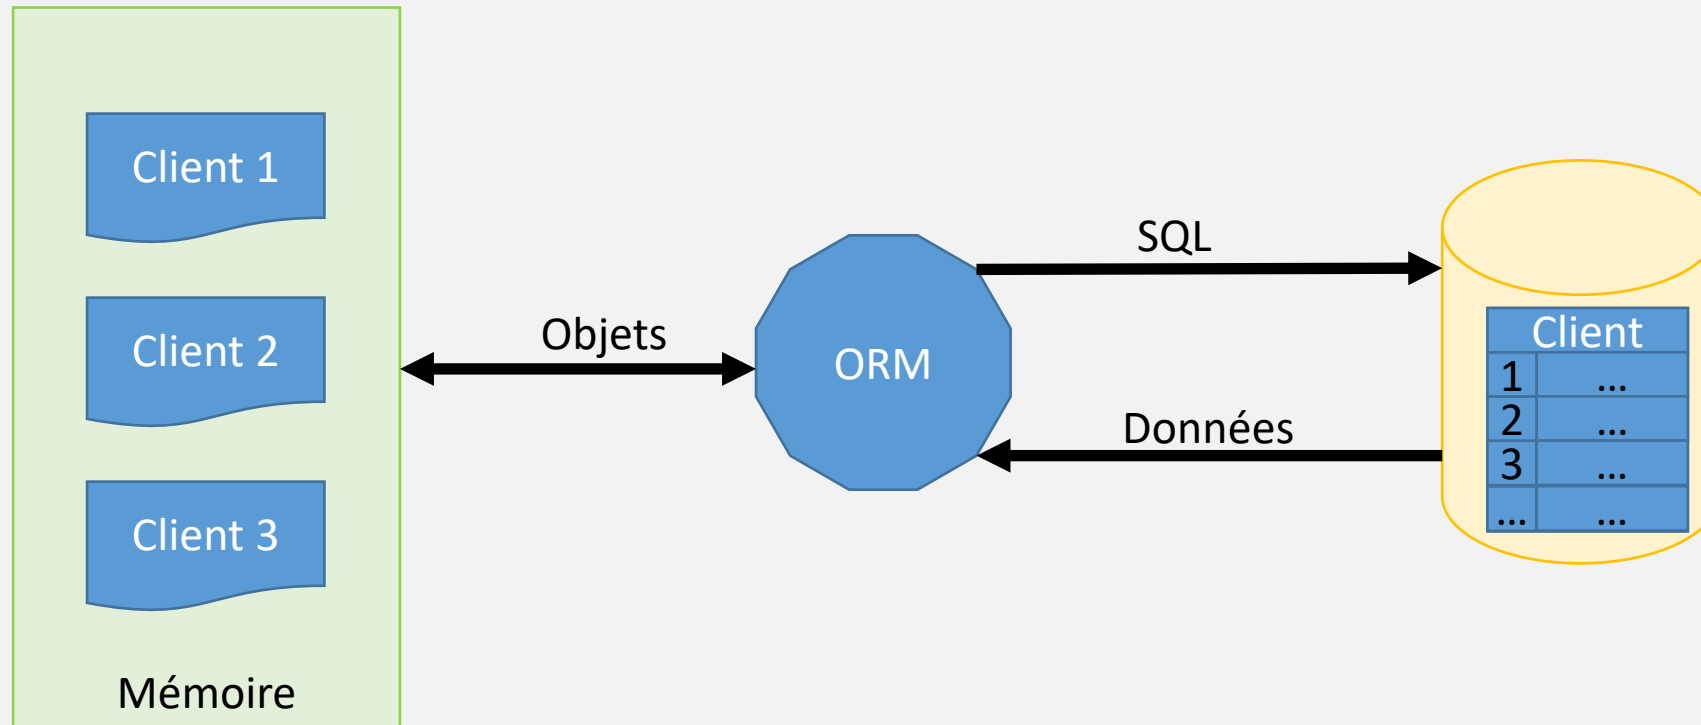 Client 1
Client 2
Client 3
Mémoire
Objets
ORM
SQL
Données
Client
1 ...
2 ...
3 ...
... ...